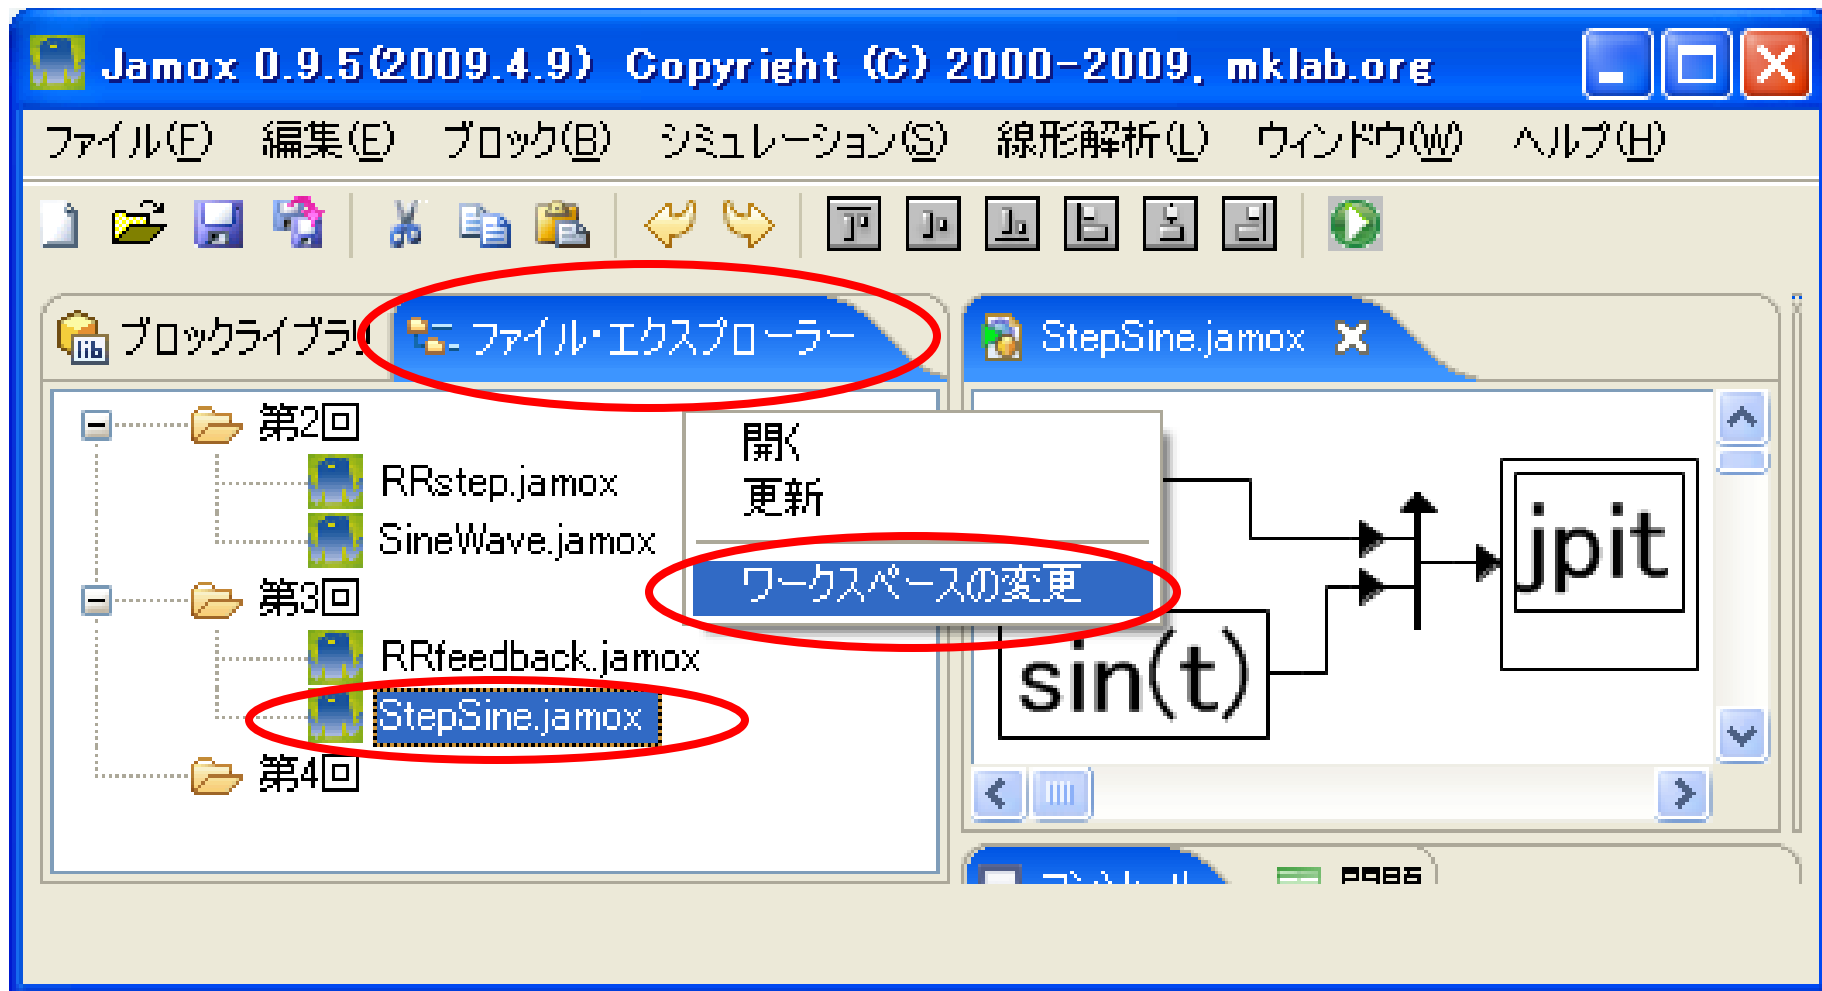 Jamox 0.9.5(2009.4.9) Copyright (C) 2000-2009, mklab.org
ファイル(F) 編集(E) ブロック(B) シミュレーション(S) 線形解析(L) ウィンドウ(W) ヘルプ(H)
lib ブロックライブラリ ファイル・エクスプローラー
第2回
RRstep.jamox
SineWave.jamox
第3回
RRfeedback.jamox
StepSine.jamox
第4回
開く
更新
ワークスペースの変更
StepSine.jamox
jpit
sin(t)